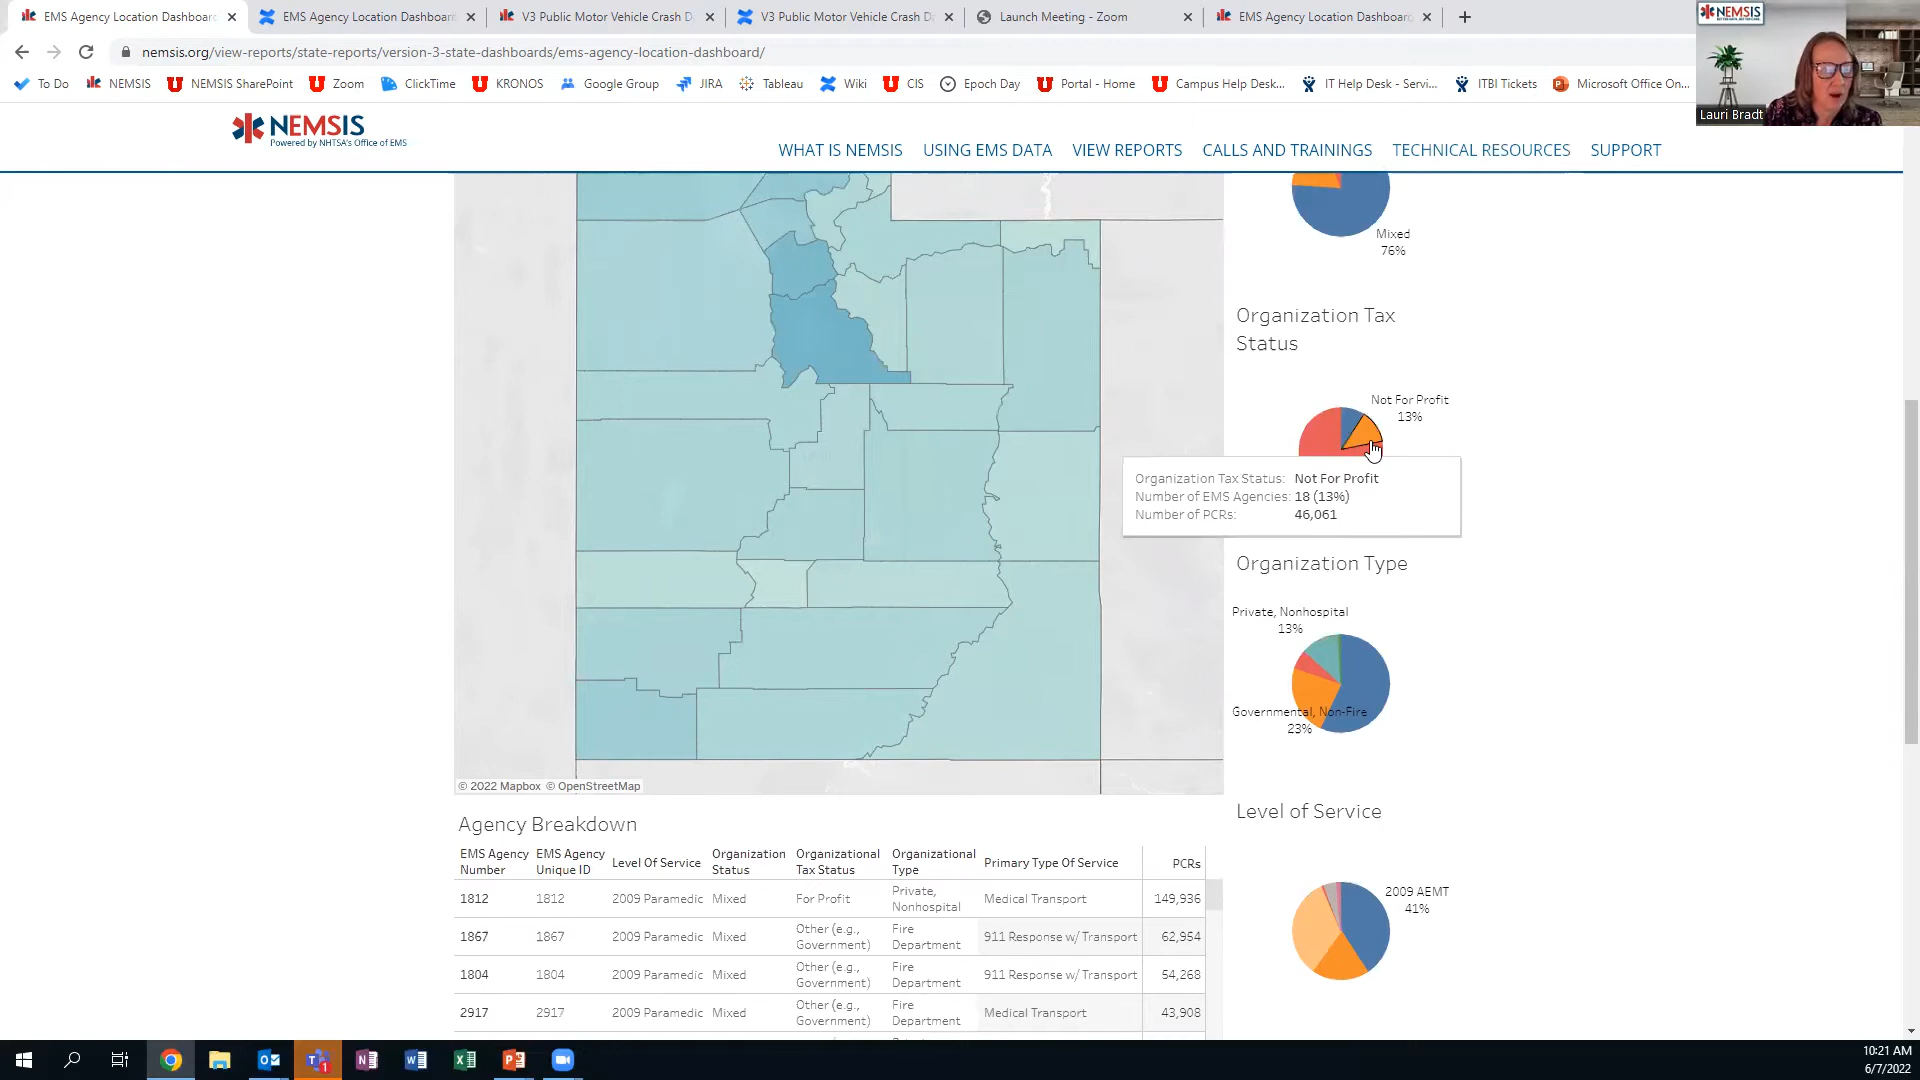 EMS Agency Location Dashboard
EMS Agency Location Dashboard
V3 Public Motor Vehicle Crash D
V3 Public Motor Vehicle Crash D
Launch Meeting - Zoom
EMS Agency Location Dashboard
nemsis.org/view-reports/state-reports/version-3-state-dashboards/ems-agency-location-dashboard/
To Do
NEMSIS
NEMSIS SharePoint
Zoom
ClickTime
KRONOS
Google Group
JIRA
Tableau
Wiki
CIS
Epoch Day
Portal - Home
Campus Help Desk...
IT Help Desk - Servi...
ITBI Tickets
Microsoft Office On...
NEMSIS
Lauri Bradt
NEMSIS
Powered by NHTSA's Office of EMS
WHAT IS NEMSIS
USING EMS DATA
VIEW REPORTS
CALLS AND TRAININGS
TECHNICAL RESOURCES
SUPPORT
Mixed
76%
Organization Tax
Status
Not For Profit
13%
Organization Tax Status: Not For Profit
Number of EMS Agencies: 18 (13%)
Number of PCRs: 46,061
Organization Type
Private, Nonhospital
13%
Governmental, Non-Fire
23%
Level of Service
2009 AEMT
41%
© 2022 Mapbox © OpenStreetMap
Agency Breakdown
EMS Agency Number
EMS Agency Unique ID
Level Of Service
Organization Status
Organizational Tax Status
Organizational Type
Primary Type Of Service
PCRs
1812 1812 2009 Paramedic Mixed For Profit Private, Nonhospital Medical Transport 149,936
1867 1867 2009 Paramedic Mixed Other (e.g., Government) Fire Department 911 Response w/ Transport 62,954
1804 1804 2009 Paramedic Mixed Other (e.g., Government) Fire Department 911 Response w/ Transport 54,268
2917 2917 2009 Paramedic Mixed Other (e.g., Government) Fire Department Medical Transport 43,908
10:21 AM
6/7/2022